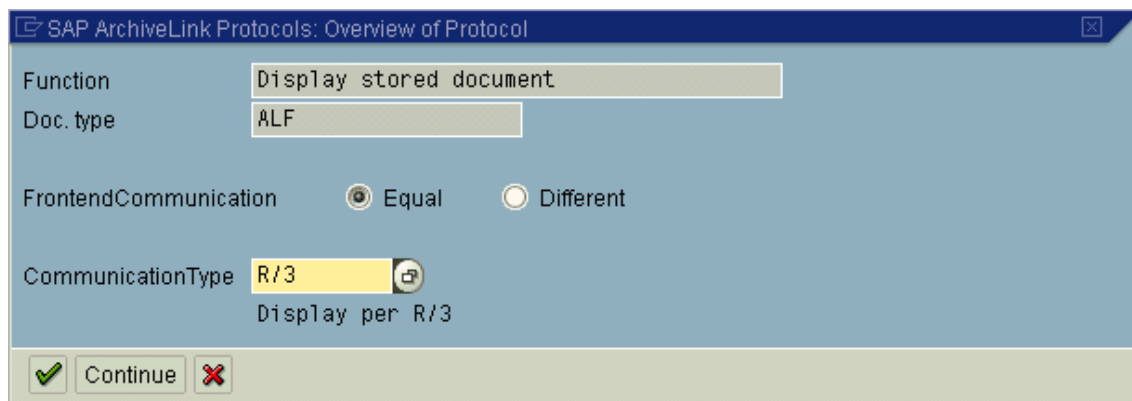 SAP ArchiveLink Protocols: Overview of Protocol
Function Display stored document
Doc. type ALF
FrontendCommunication Equal Different
CommunicationType R/3
Display per R/3
Continue